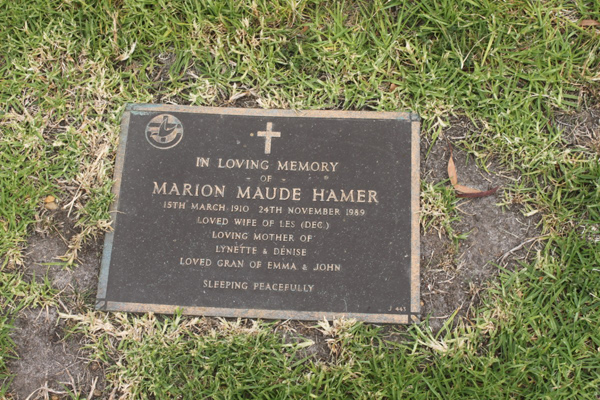 IN LOVING MEMORY
OF
MARION MAUDE HAMER
15TH MARCH 1910 24TH NOVEMBER 1989
LOVED WIFE OF LES (DEC.)
LOVING MOTHER OF
LYNETTE & DENISE
LOVED GRAN OF EMMA & JOHN
SLEEPING PEACEFULLY